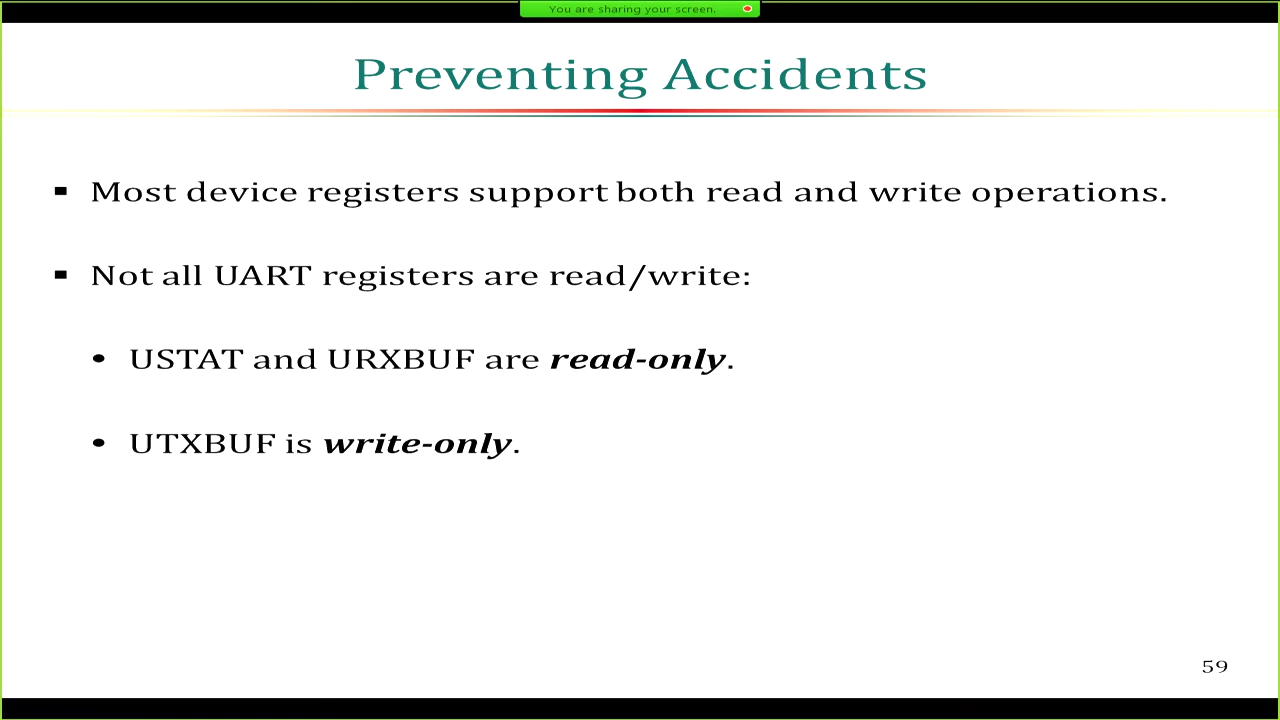 You are sharing your screen.
Preventing Accidents
▪ Most device registers support both read and write operations.
▪ Not all UART registers are read/write:
• USTAT and URXBUF are read-only.
• UTXBUF is write-only.
59